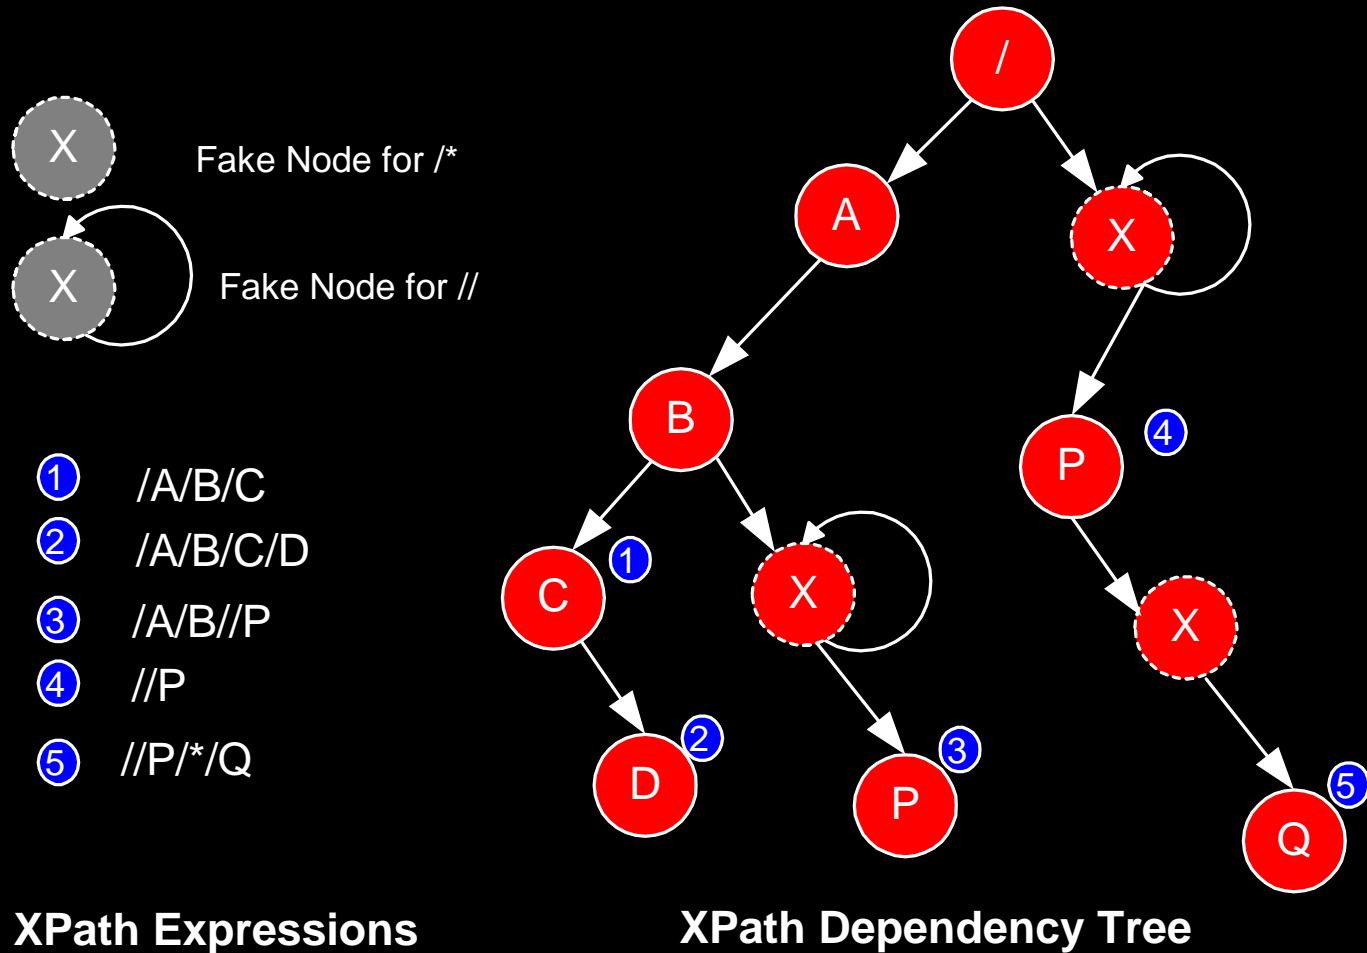 /
X
Fake Node for /*
A
X
X
Fake Node for //
B
4
P
1 /A/B/C
2 /A/B/C/D
1
C
X
3 /A/B//P
X
4 //P
2
3
5 //P/*/Q
D
P
5
Q
XPath Expressions
XPath Dependency Tree